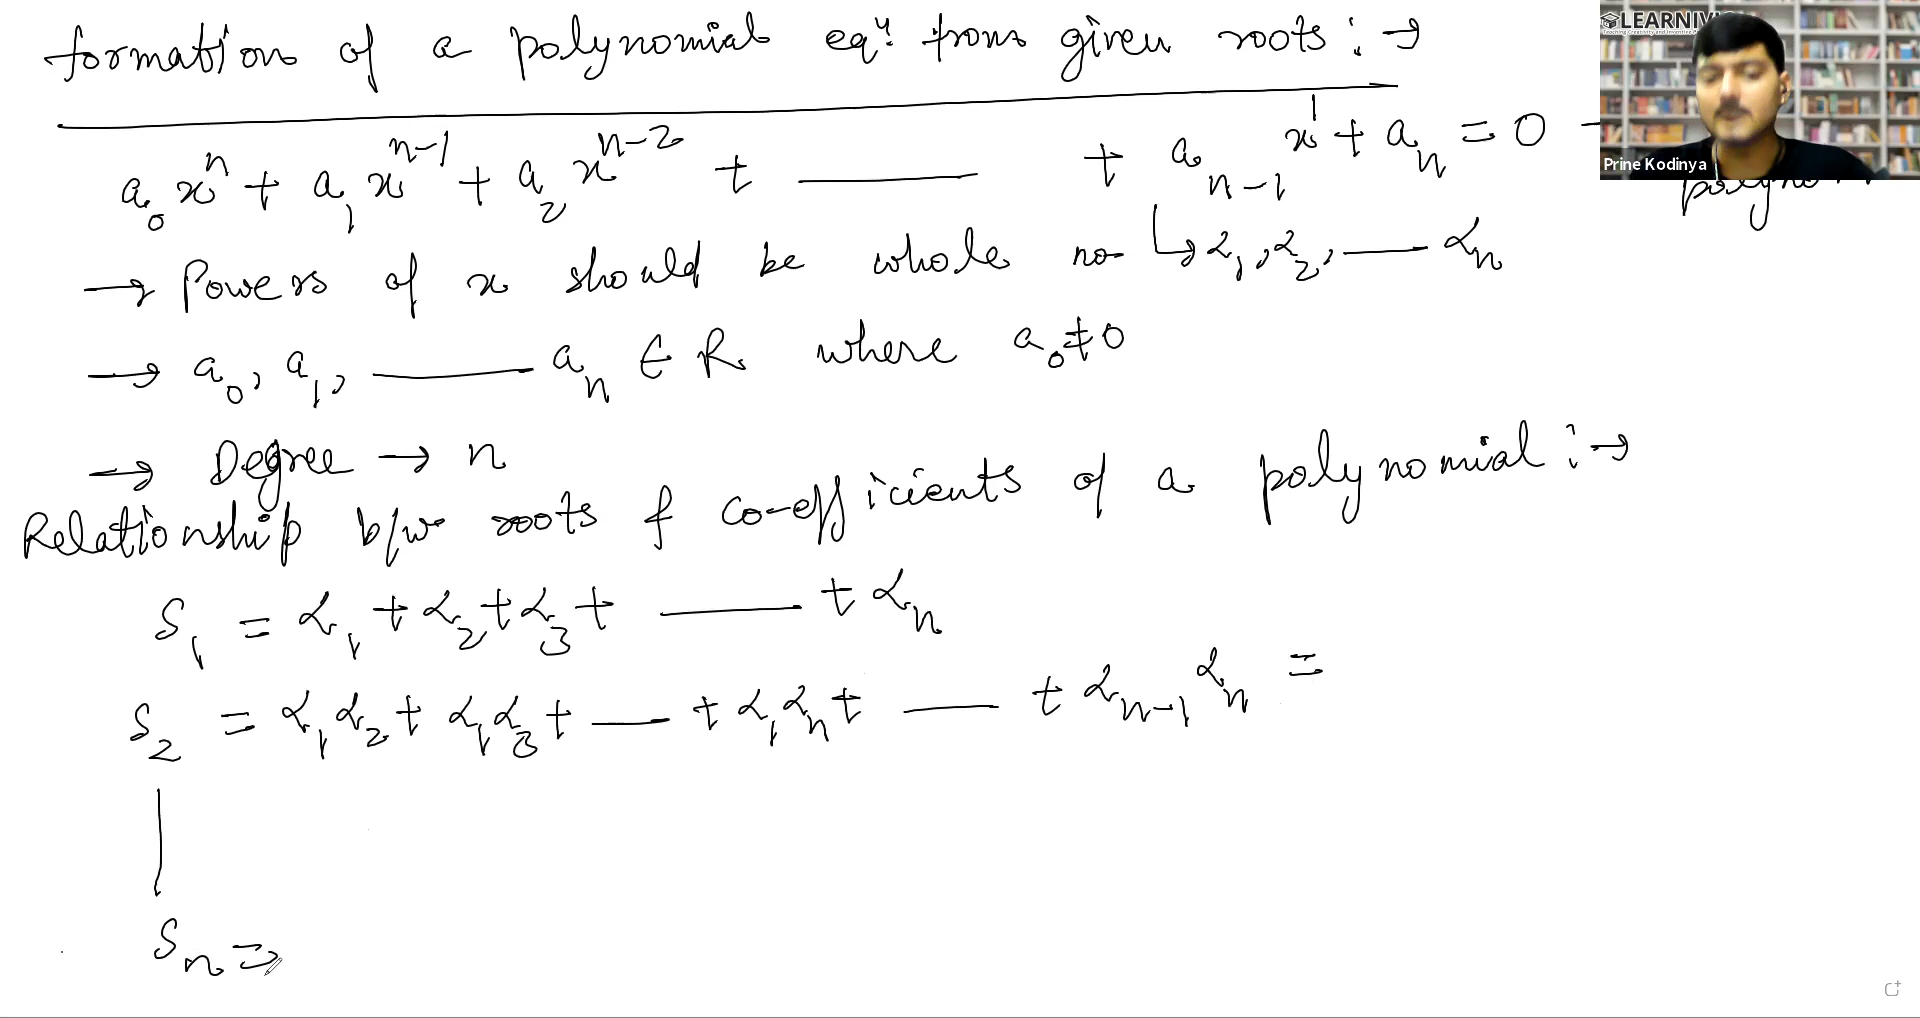 formation of a polynomial eqⁿ: from given roots :→
a₀xⁿ + a₁xⁿ⁻¹ + a₂xⁿ⁻² + —— + aₙ₋₁x¹ + aₙ = 0 -
→ Powers of x should be whole no- ↳ α₁, α₂, —— αₙ
→ a₀, a₁, —— aₙ ∈ R where a₀ ≠ 0
→ Degree → n
Relationship b/w roots & co-efficients of a polynomial :→
S₁ = α₁ + α₂ + α₃ + —— + αₙ
S₂ = α₁α₂ + α₁α₃ + —— + α₁αₙ + —— + αₙ₋₁αₙ =
|
Sₙ =
Prine Kodinya